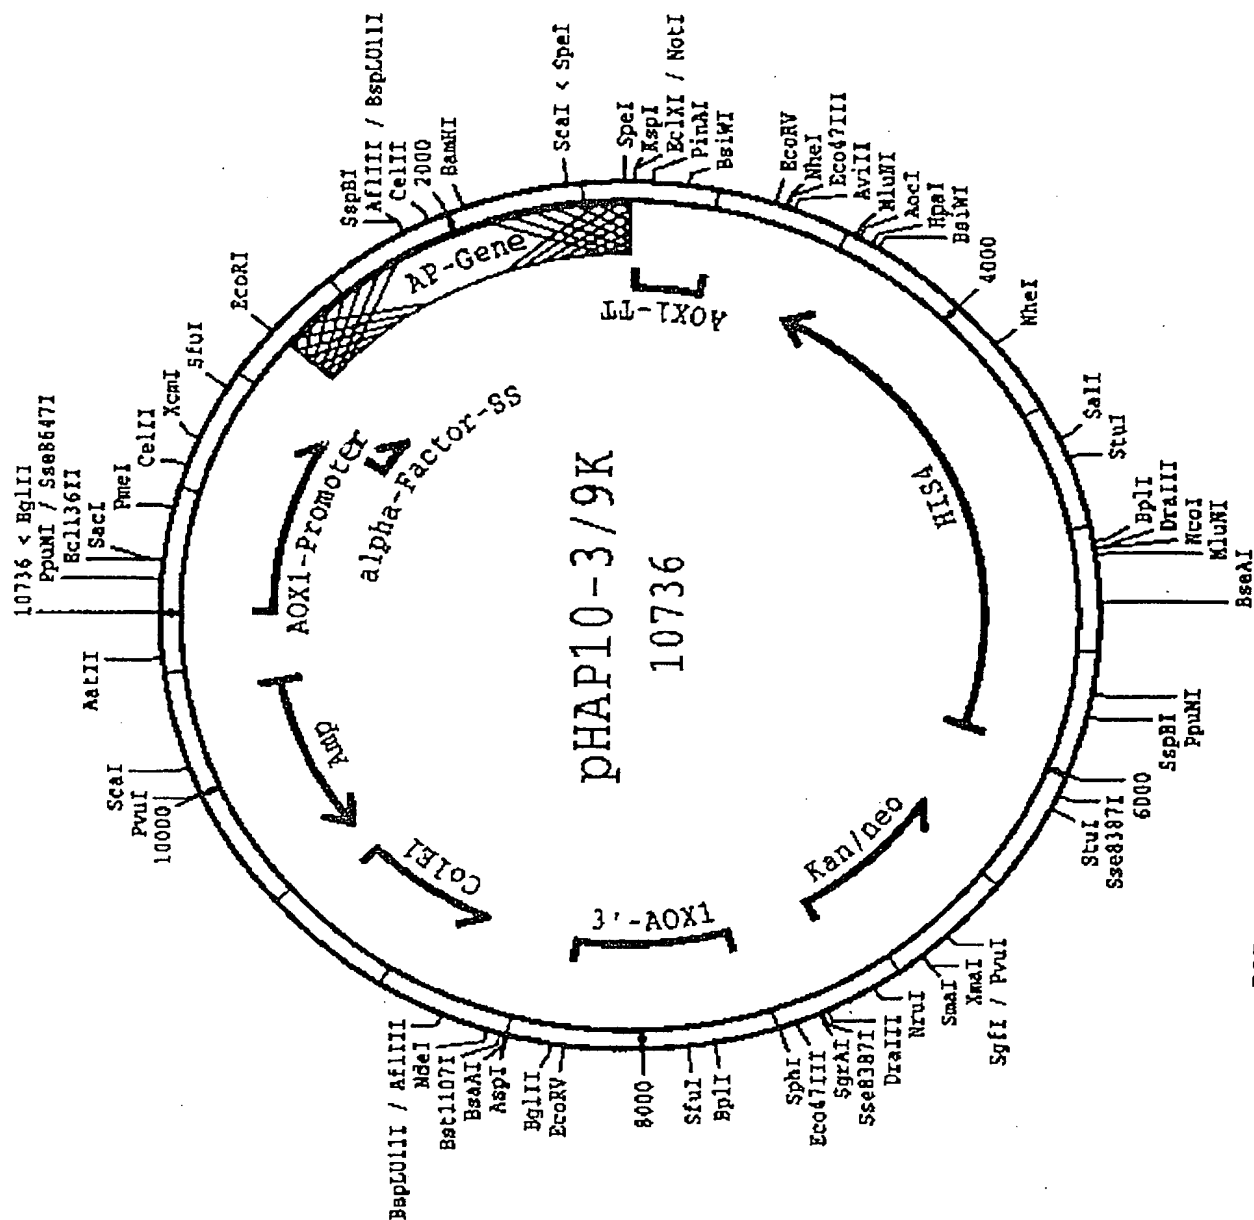 10736 < BglII
PpuMI / Sse8647I
Ecl136II
SacI
PmeI
CelII
XcmI
SfuI
EcoRI
SspBI
AflIII / BspLU11I
CelII
2000
BamHI
ScaI < SpeI
SpeI
KspI
EclXI / NotI
PinAI
BsiWI
EcoRV
NheI
Eco47III
AviII
MluNI
AocI
HpaI
BsiWI
4000
NheI
SalI
StuI
BplI
DraIII
NcoI
MluNI
BseAI
PpuMI
SspBI
6000
Sse8387I
StuI
SgfI / PvuI
XmaI
SmaI
NruI
DraIII
Sse8387I
SgrAI
Eco47III
SphI
BplI
SfuI
8000
EcoRV
BglII
AspI
BsaAI
Bst1107I
NdeI
BspLU11I / AflIII
10000
PvuI
ScaI
AatII
AOX1-Promoter
alpha-Factor-SS
AP-Gene
AOX1-TT
HIS4
Kan/neo
3'-AOX1
ColE1
Amp
pHAP10-3/9K
10736